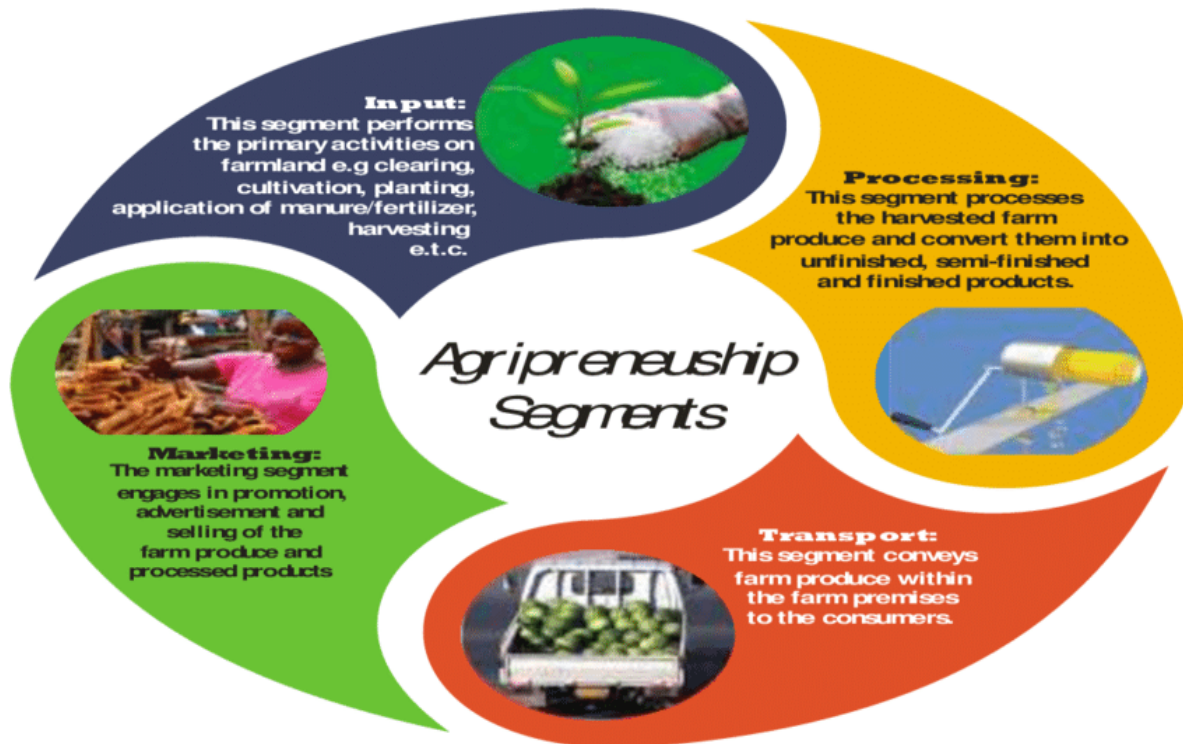 Input:
This segment performs
the primary activities on
farmland e.g clearing,
cultivation, planting,
application of manure/fertilizer,
harvesting
e.t.c.
Processing:
This segment processes
the harvested farm
produce and convert them into
unfinished, semi-finished
and finished products.
Agripreneuship
Segments
Marketing:
The marketing segment
engages in promotion,
advertisement and
selling of the
farm produce and
processed products
Transport:
This segment conveys
farm produce within
the farm premises
to the consumers.